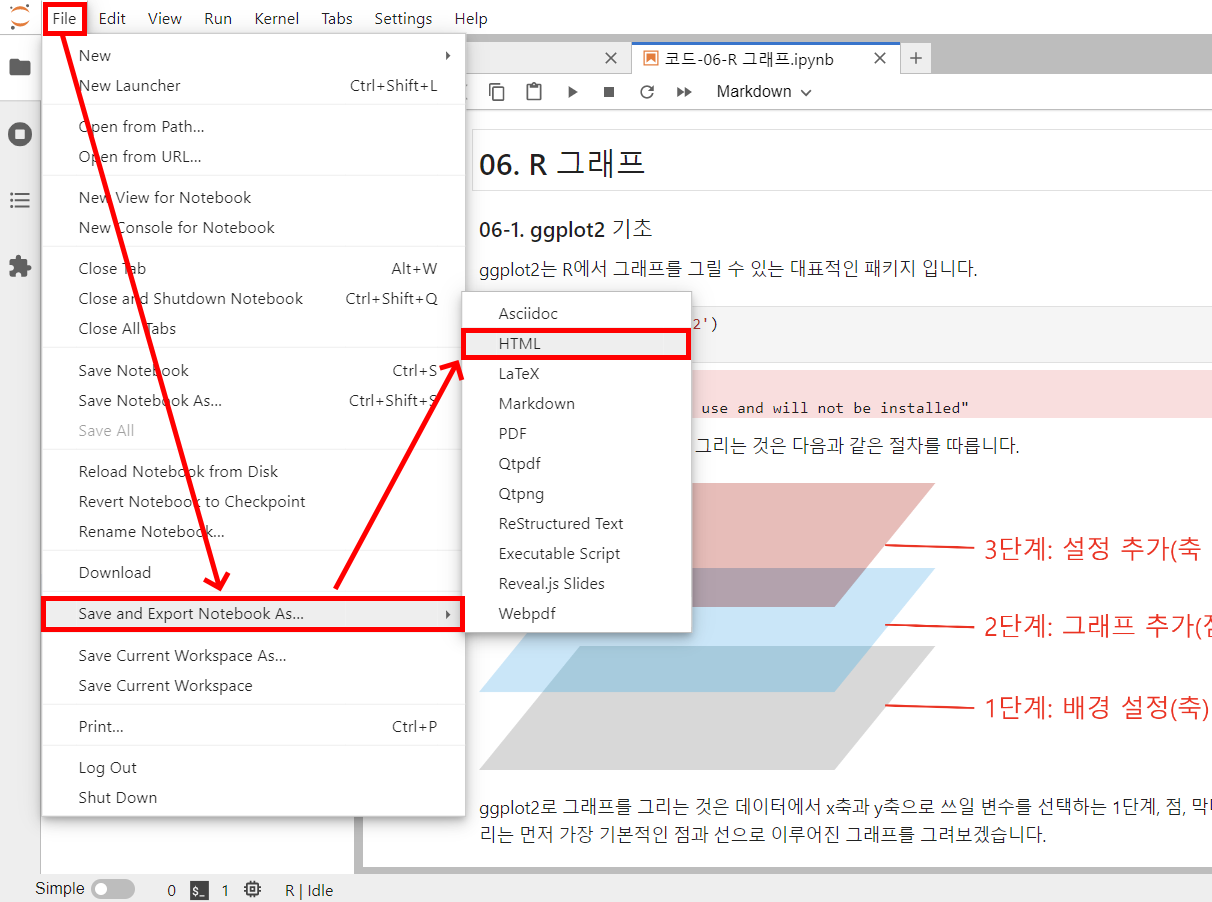 File Edit View Run Kernel Tabs Settings Help
New
New Launcher Ctrl+Shift+L
Open from Path...
Open from URL...
New View for Notebook
New Console for Notebook
Close Tab Alt+W
Close and Shutdown Notebook Ctrl+Shift+Q
Close All Tabs
Save Notebook Ctrl+S
Save Notebook As... Ctrl+Shift+S
Save All
Reload Notebook from Disk
Revert Notebook to Checkpoint
Rename Notebook...
Download
Save and Export Notebook As...
Save Current Workspace As...
Save Current Workspace
Print... Ctrl+P
Log Out
Shut Down
Asciidoc
HTML
LaTeX
Markdown
PDF
Qtpdf
Qtpng
ReStructured Text
Executable Script
Reveal.js Slides
Webpdf
코드-06-R 그래프.ipynb
Markdown
06. R 그래프
06-1. ggplot2 기초
ggplot2는 R에서 그래프를 그릴 수 있는 대표적인 패키지 입니다.
2')
use and will not be installed"
그리는 것은 다음과 같은 절차를 따릅니다.
3단계: 설정 추가(축
2단계: 그래프 추가(점
1단계: 배경 설정(축)
ggplot2로 그래프를 그리는 것은 데이터에서 x축과 y축으로 쓰일 변수를 선택하는 1단계, 점, 막
리는 먼저 가장 기본적인 점과 선으로 이루어진 그래프를 그려보겠습니다.
Simple 0 $_ 1 R | Idle